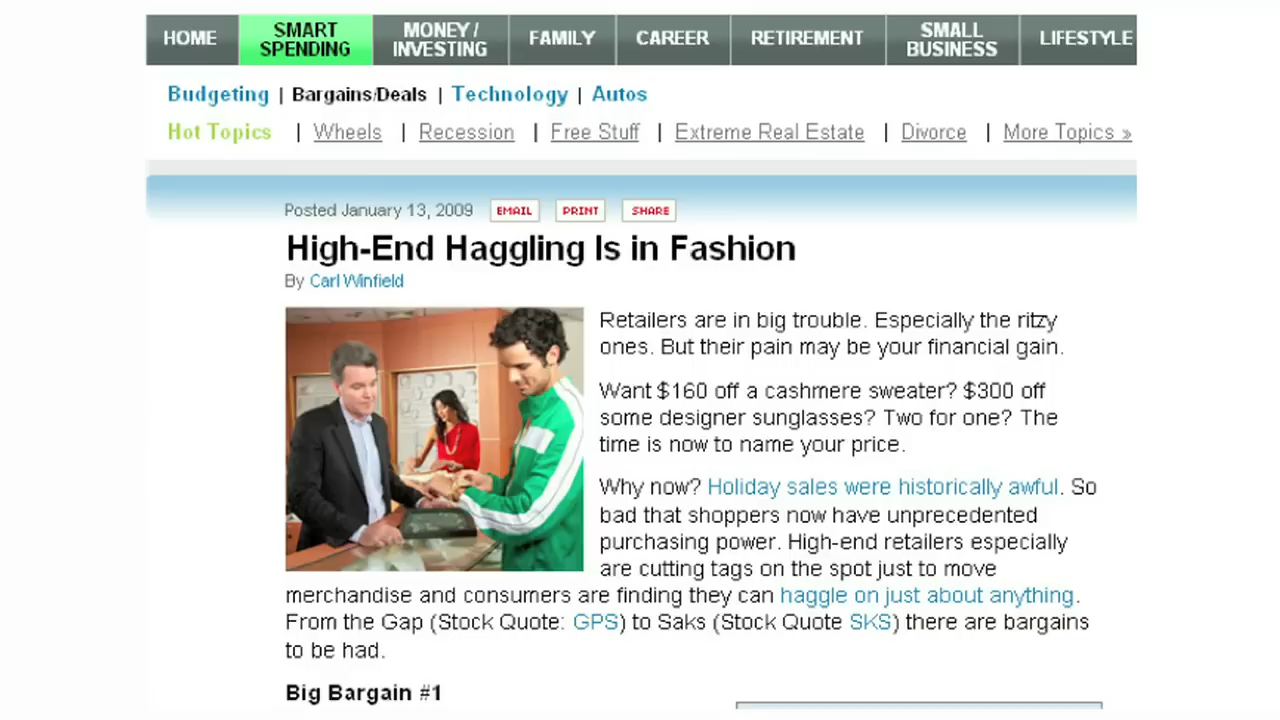 HOME
SMART SPENDING
MONEY / INVESTING
FAMILY
CAREER
RETIREMENT
SMALL BUSINESS
LIFESTYLE
Budgeting | Bargains/Deals | Technology | Autos
Hot Topics | Wheels | Recession | Free Stuff | Extreme Real Estate | Divorce | More Topics »
Posted January 13, 2009 EMAIL PRINT SHARE
High-End Haggling Is in Fashion
By Carl Winfield
Retailers are in big trouble. Especially the ritzy
ones. But their pain may be your financial gain.
Want $160 off a cashmere sweater? $300 off
some designer sunglasses? Two for one? The
time is now to name your price.
Why now? Holiday sales were historically awful. So
bad that shoppers now have unprecedented
purchasing power. High-end retailers especially
are cutting tags on the spot just to move
merchandise and consumers are finding they can haggle on just about anything.
From the Gap (Stock Quote: GPS) to Saks (Stock Quote SKS) there are bargains
to be had.
Big Bargain #1